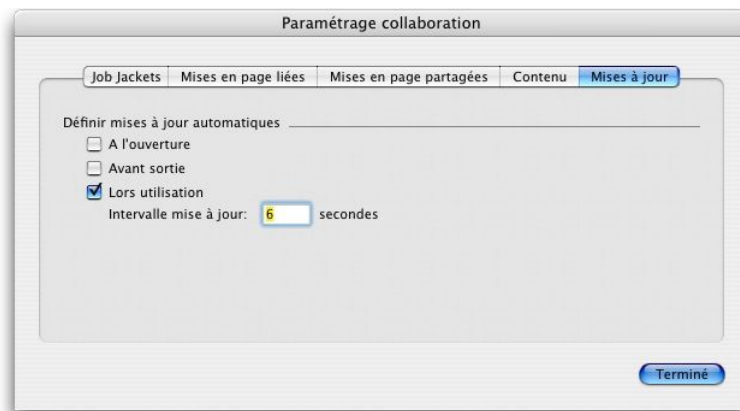 Paramétrage collaboration
Job Jackets Mises en page liées Mises en page partagées Contenu Mises à jour
Définir mises à jour automatiques
A l'ouverture
Avant sortie
Lors utilisation
Intervalle mise à jour: 6 secondes
Terminé